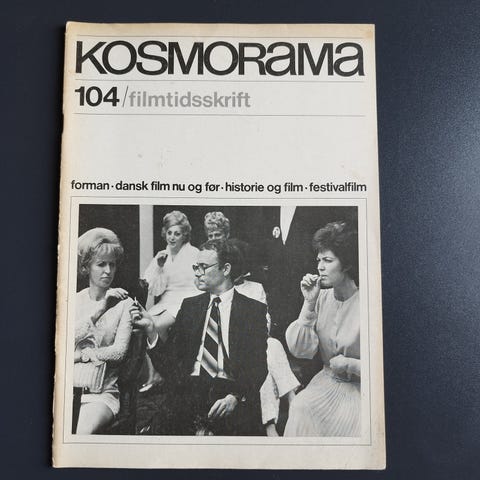 KOSMORAMA
104/filmtidsskrift
forman · dansk film nu og før · historie og film · festivalfilm